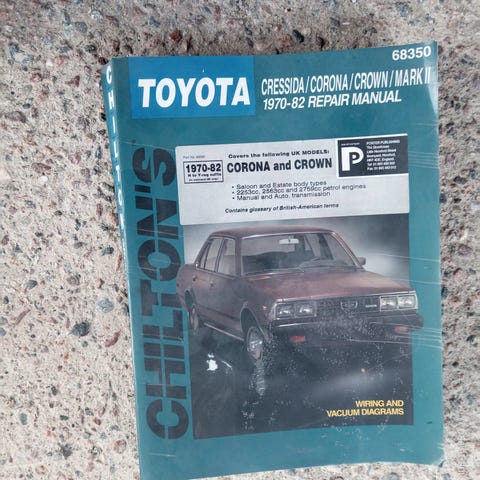 68350
TOYOTA
CRESSIDA/CORONA/CROWN/MARK II
1970-82 REPAIR MANUAL
Covers the following UK MODELS:
1970-82
CORONA and CROWN
• Saloon and Estate body types
• 2253cc, 2563cc and 2759cc petrol engines
• Manual and Auto, transmission
Contains glossary of British-American terms
P
PORTER PUBLISHING
CHILTON'S
WIRING AND
VACUUM DIAGRAMS